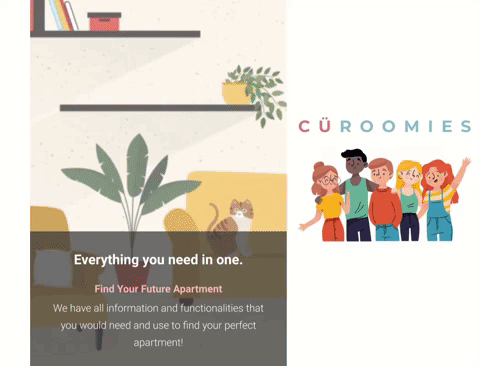 Everything you need in one.
Find Your Future Apartment
We have all information and functionalities that
you would need and use to find your perfect
apartment!
CÜROOMIES